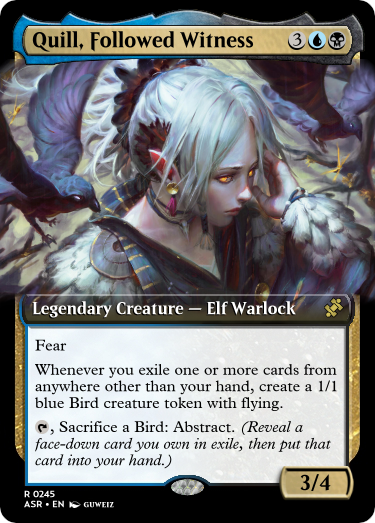 Quill, Followed Witness 3
Legendary Creature — Elf Warlock
Fear
Whenever you exile one or more cards from
anywhere other than your hand, create a 1/1
blue Bird creature token with flying.
, Sacrifice a Bird: Abstract. (Reveal a
face-down card you own in exile, then put that
card into your hand.)
3/4
R 0245
ASR • EN GUWEIZ